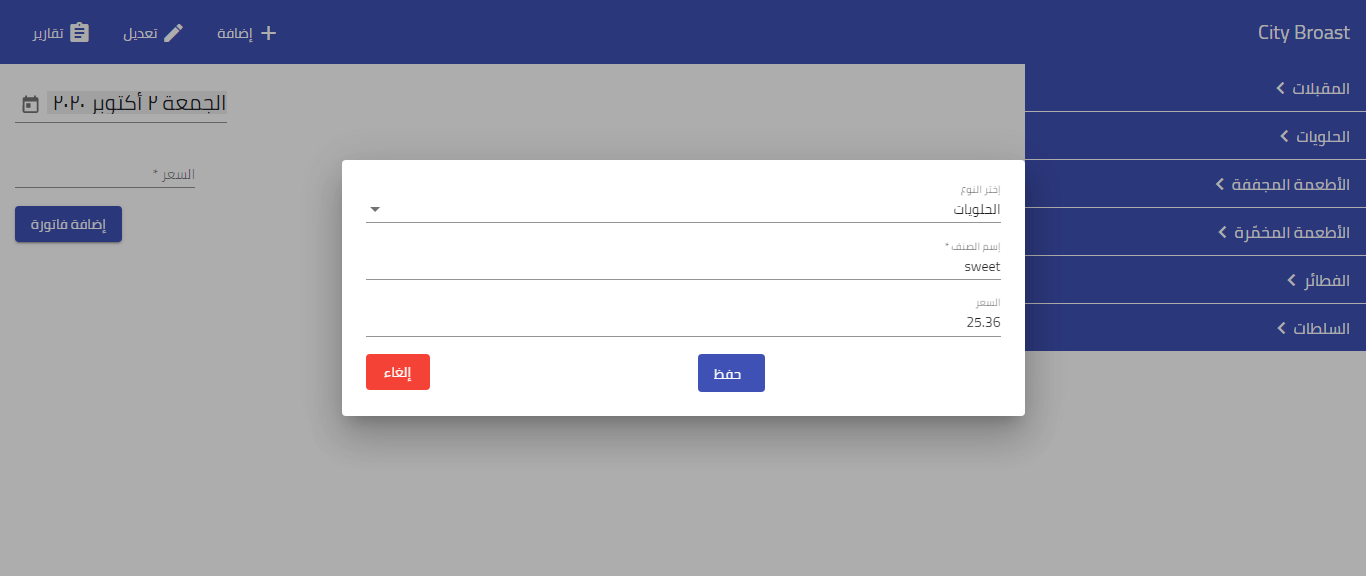 City Broast
إضافة
تعديل
تقارير
المقبلات
الحلويات
الأطعمة المجففة
الأطعمة المخمّرة
الفطائر
السلطات
الجمعة ٢ أكتوبر ٢٠٢٠
السعر *
إضافة فاتورة
إختر النوع
الحلويات
إسم الصنف *
sweet
السعر
25.36
حفظ
إلغاء